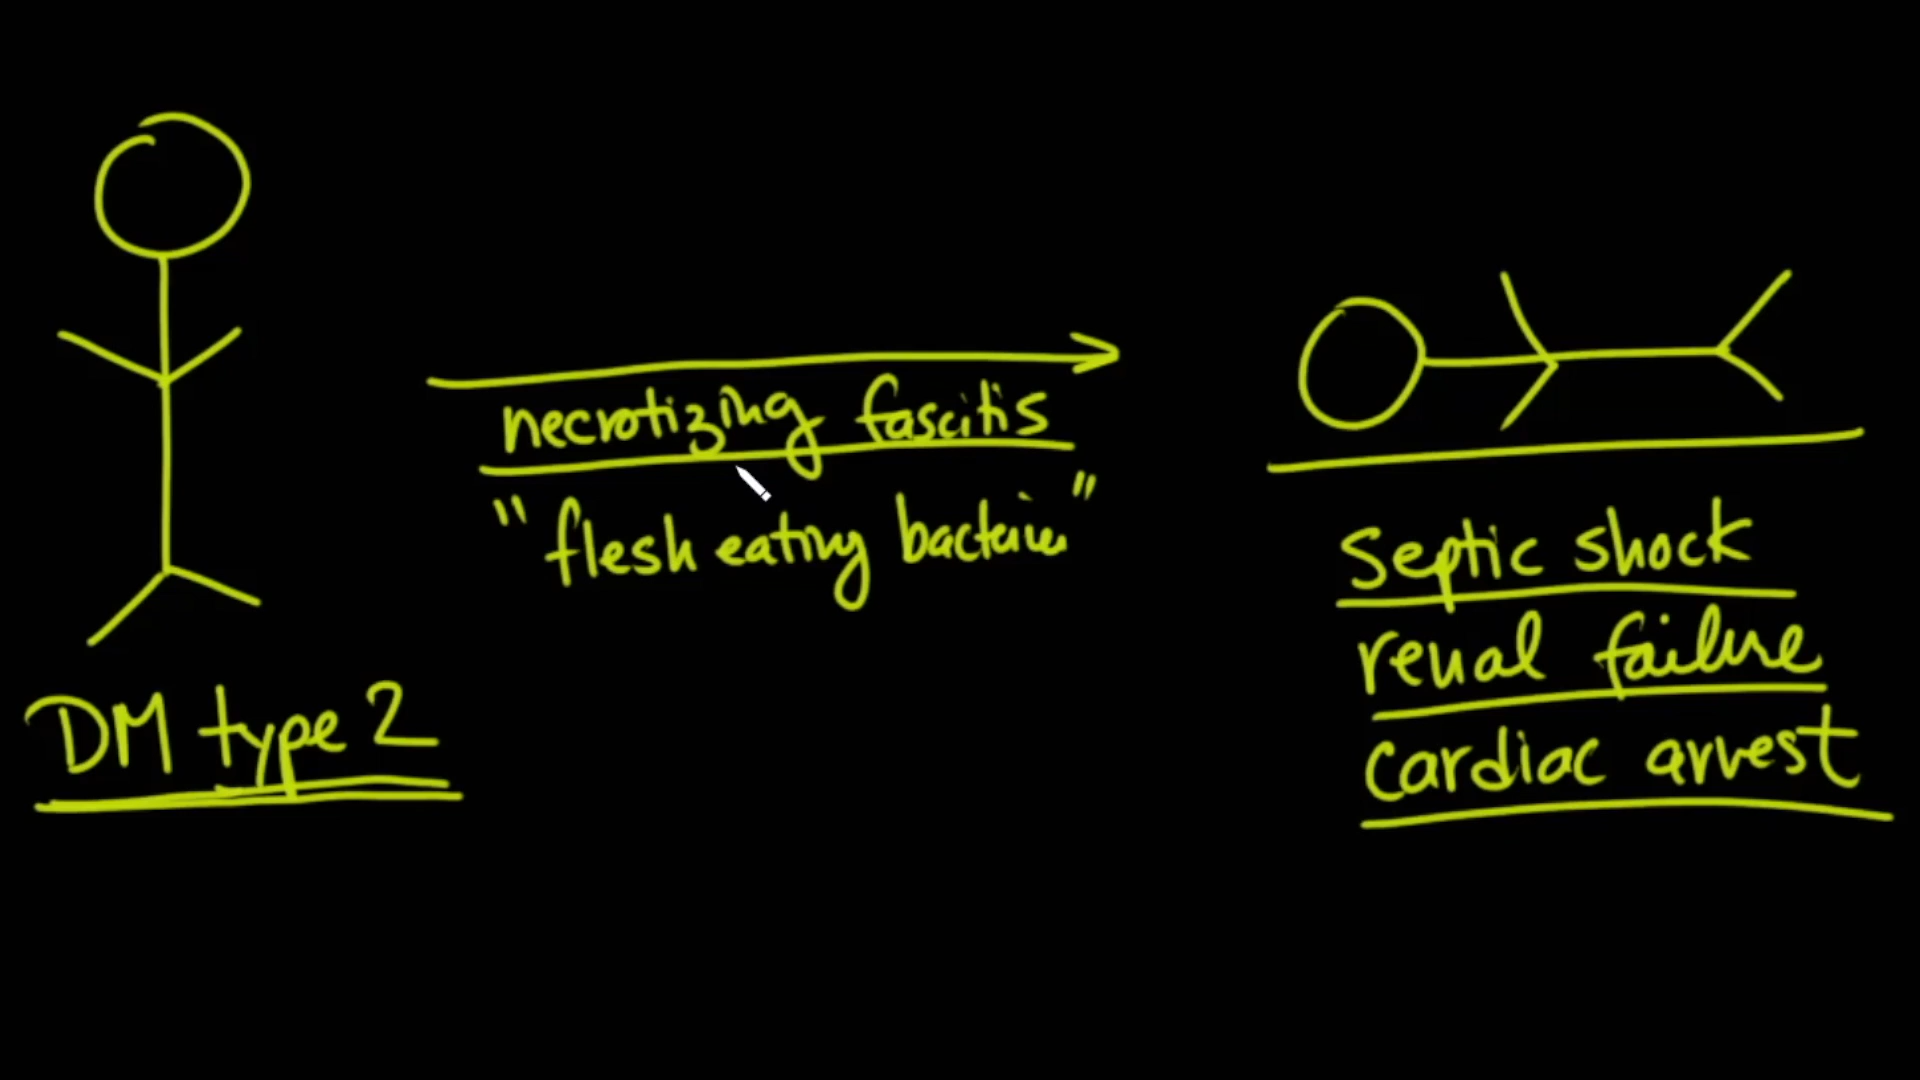 DM type 2
necrotizing fascitis
"flesh eating bacteria"
septic shock
renal failure
cardiac arrest